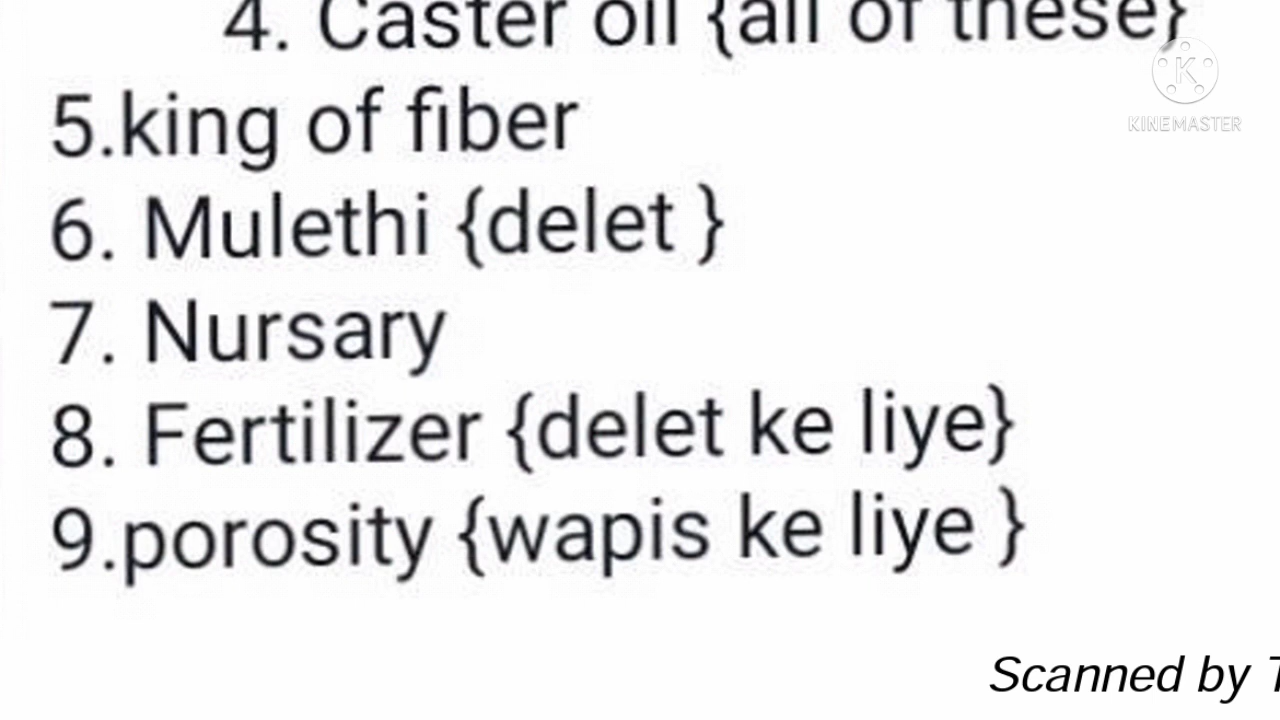 4. Caster oil {all of these}
KINEMASTER
5.king of fiber
6. Mulethi {delet }
7. Nursary
8. Fertilizer {delet ke liye}
9.porosity {wapis ke liye }
Scanned by T